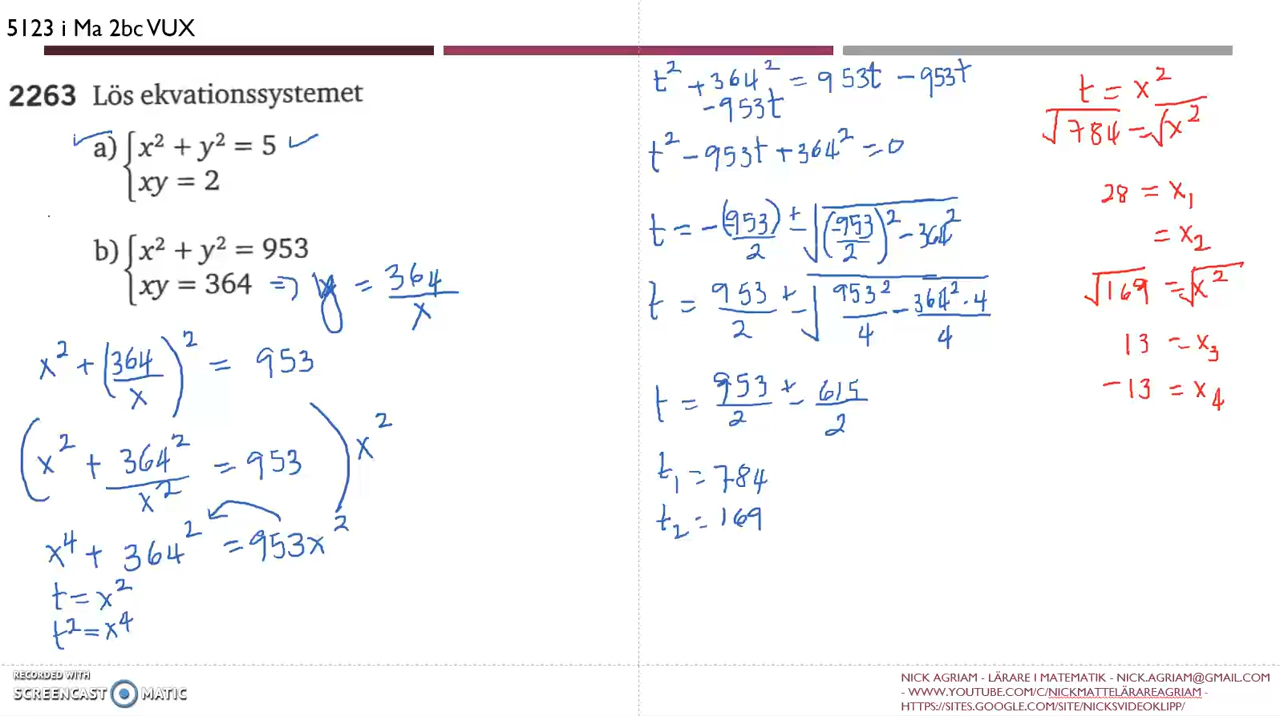 5123 i Ma 2bc VUX
2263 Lös ekvationssystemet
a) { x² + y² = 5
xy = 2
b) { x² + y² = 953
xy = 364 => y = 364/x
x² + (364/x)² = 953
(x² + 364²/x² = 953) x²
x⁴ + 364² = 953x²
t = x²
t² = x⁴
t² + 364² = 953t - 953t
- 953t
t² - 953t + 364² = 0
t = -(-953)/2 ± √((-953/2)² - 364²)
t = 953/2 ± √(953²/4 - 364²·4/4)
t = 953/2 ± 615/2
t₁ = 784
t₂ = 169
t = x²
√784 = √x²
28 = x₁
= x₂
√169 = √x²
13 = x₃
-13 = x₄
RECORDED WITH
SCREENCAST MATIC
NICK AGRIAM - LÄRARE I MATEMATIK - NICK.AGRIAM@GMAIL.COM
- WWW.YOUTUBE.COM/C/NICKMATTELÄRAREAGRIAM -
HTTPS://SITES.GOOGLE.COM/SITE/NICKSVIDEOKLIPP/